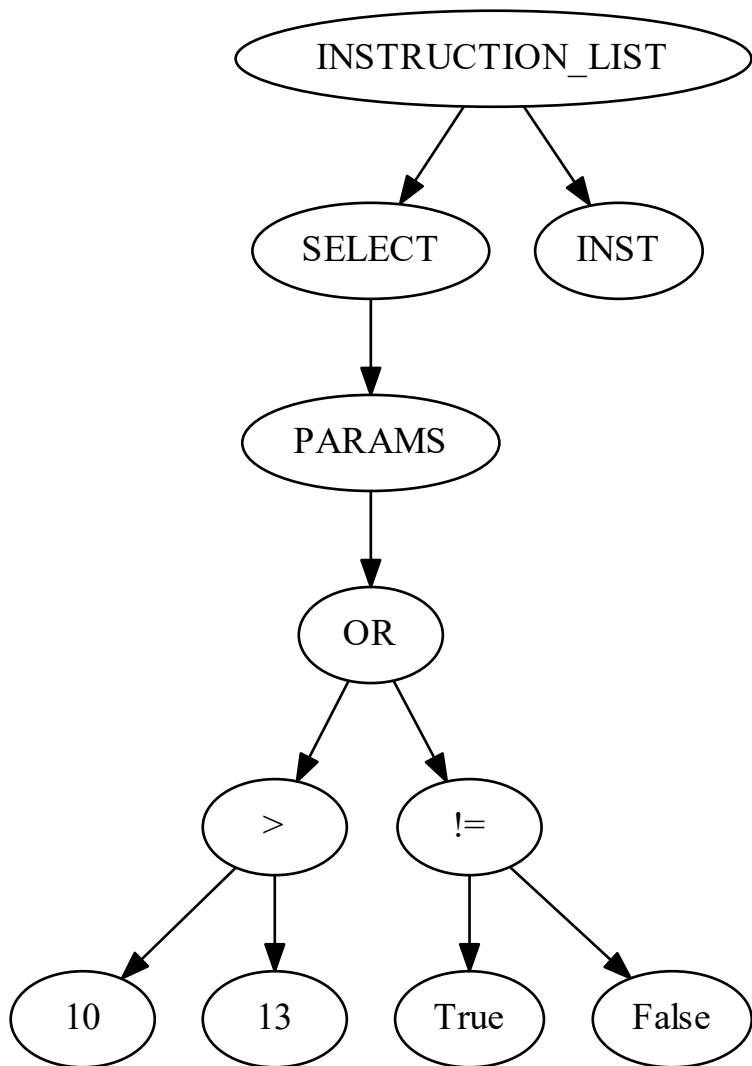 INSTRUCTION_LIST
SELECT
INST
PARAMS
OR
>
!=
10
13
True
False